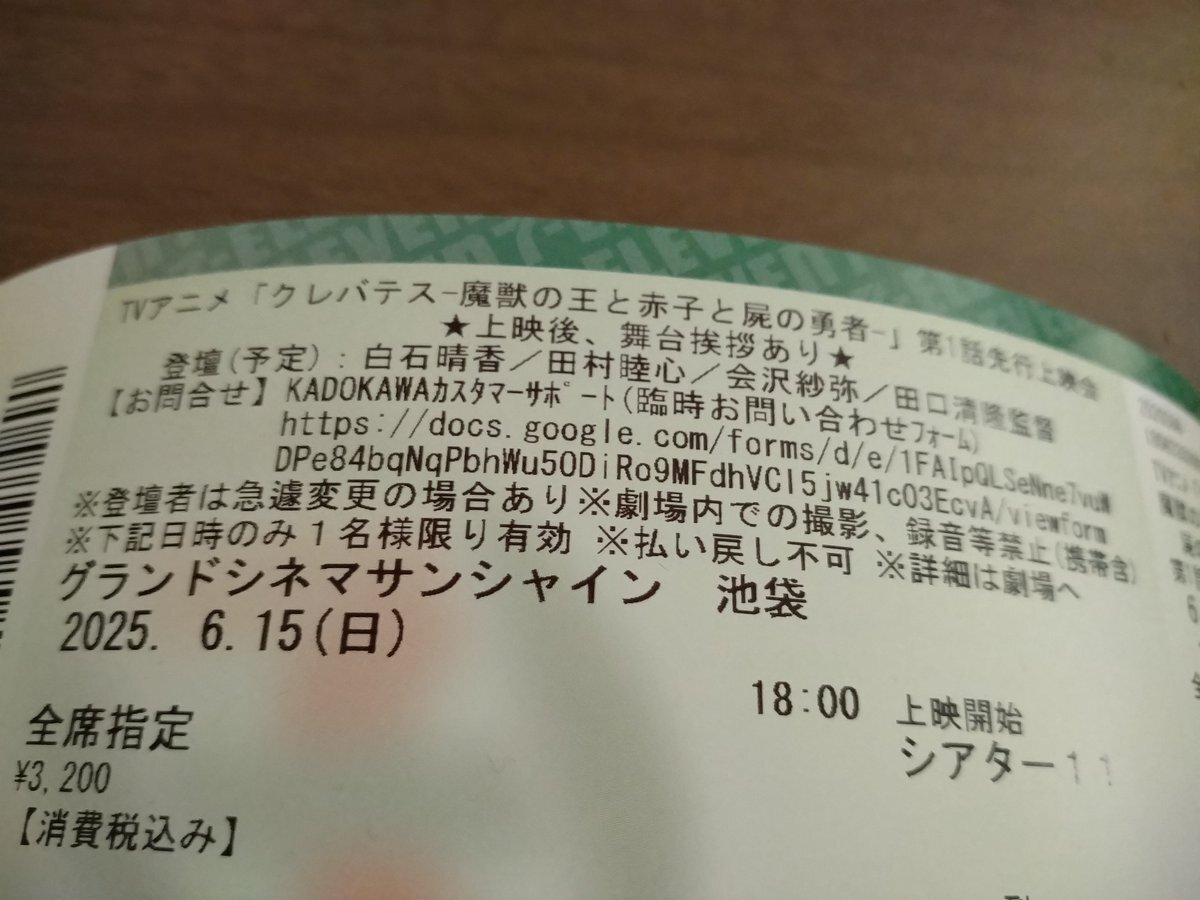 TVアニメ「クレバテス-魔獣の王と赤子と屍の勇者-」第1話先行上映会
★上映後、舞台挨拶あり★
登壇(予定):白石晴香/田村睦心/会沢紗弥/田口清隆監督
【お問合せ】KADOKAWAカスタマーサポート(臨時お問い合わせフォーム)
https://docs.google.com/forms/d/e/1FAIpQLSeNne7vuW
DPe84bqNqPbhWu50DiRo9MFdhVCl5jw41c03EcvA/viewform
※登壇者は急遽変更の場合あり※劇場内での撮影、録音等禁止(携帯含)
※下記日時のみ1名様限り有効 ※払い戻し不可 ※詳細は劇場へ
グランドシネマサンシャイン 池袋
2025. 6.15(日)
18:00 上映開始
全席指定
シアター11
¥3,200
【消費税込み】